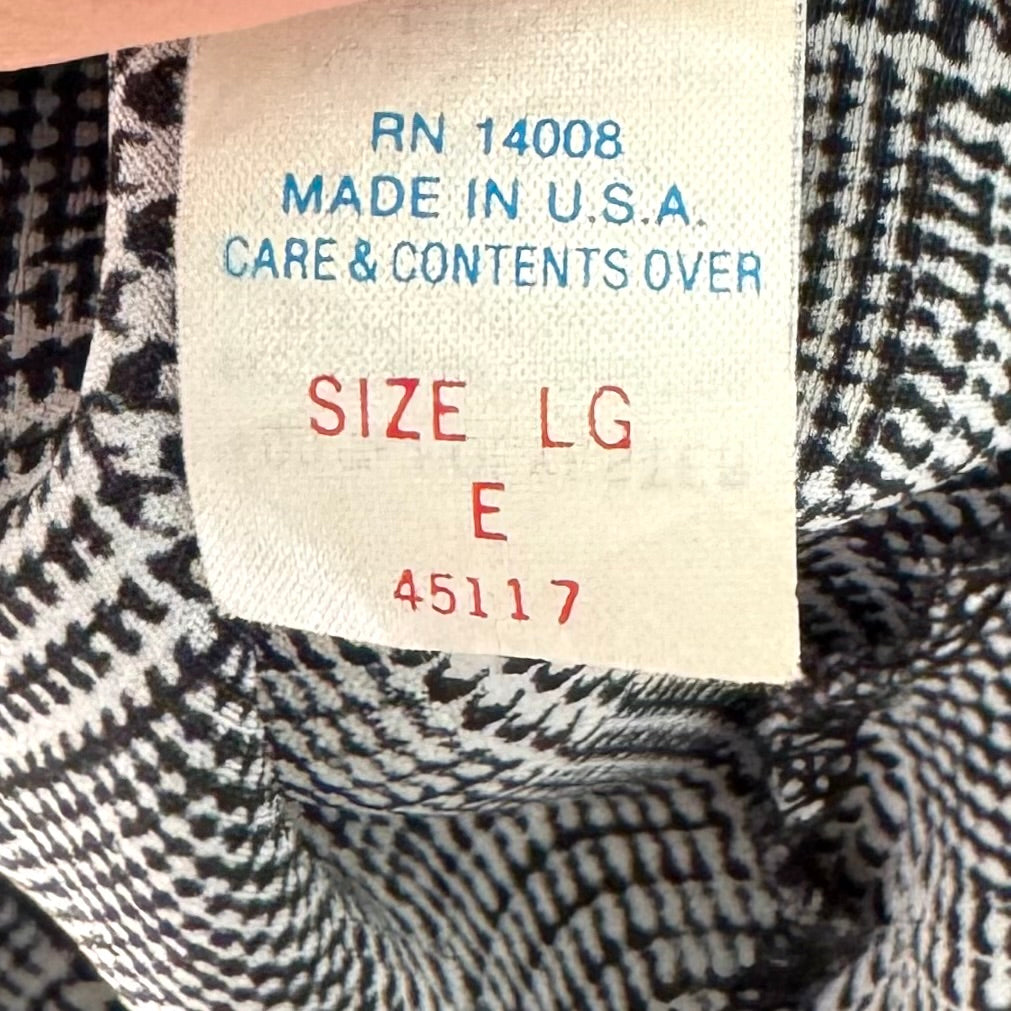 RN 14008
MADE IN U.S.A.
CARE & CONTENTS OVER
SIZE LG
E
45117